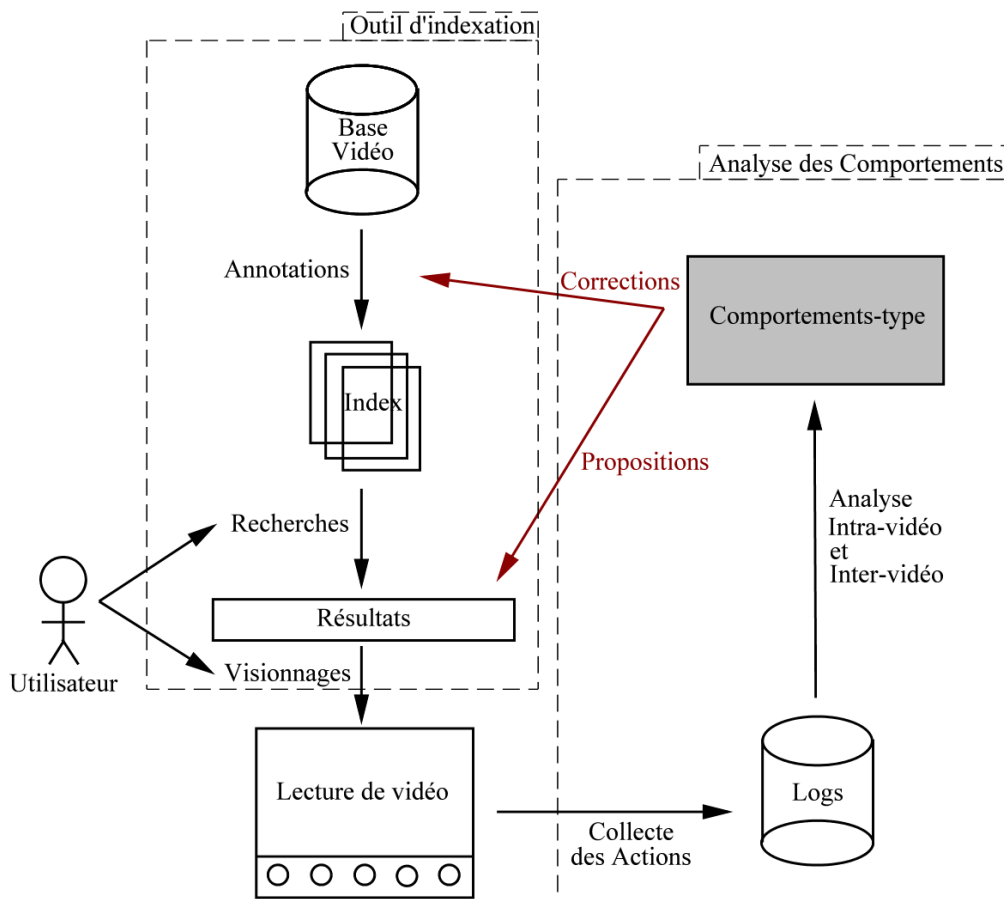 Outil d'indexation
Base
Vidéo
Analyse des Comportements
Annotations
Corrections
Comportements-type
Index
Propositions
Recherches
Analyse
Intra-vidéo
et
Inter-vidéo
Résultats
Utilisateur
Visionnages
Lecture de vidéo
Logs
Collecte
des Actions